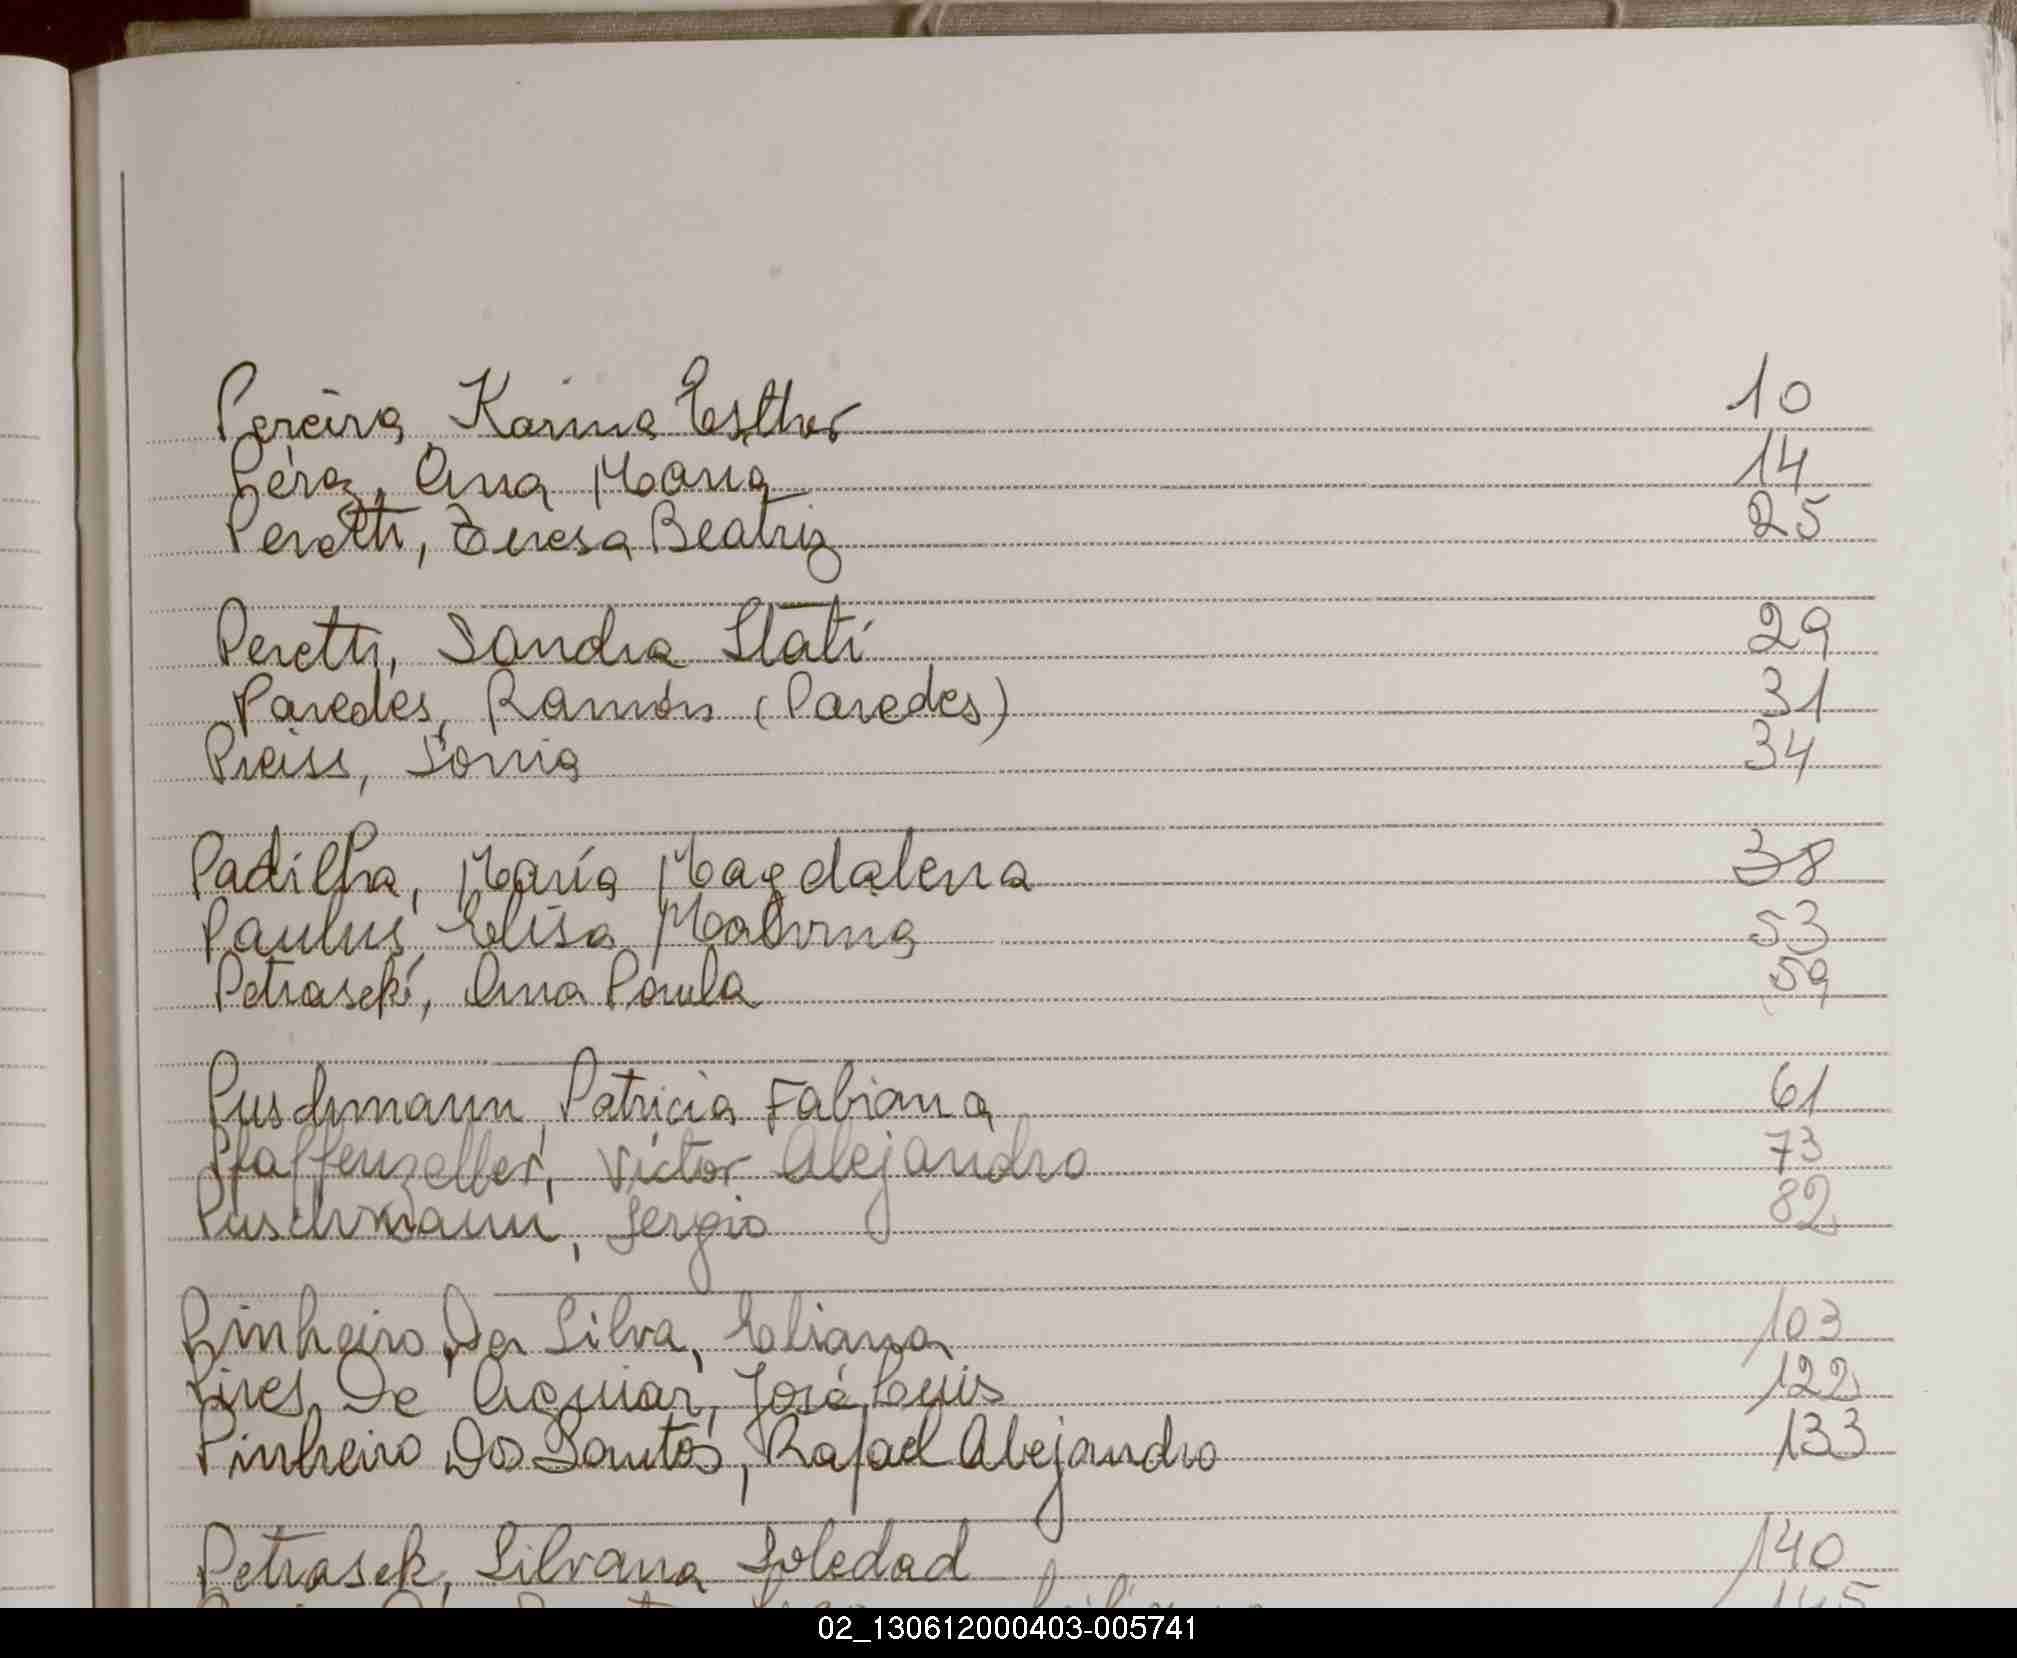 Pereira, Karina Esther 10
Pérez, Ana María 14
Peretti, Teresa Beatriz 25
Peretti, Sandra Itatí 29
Paredes, Ramón (Paredes) 31
Preiss, Sonia 34
Padilha, María Magdalena 38
Paulus, Elisa Malvina 53
Petraseki, Ana Paula 59
Puschmann, Patricia Fabiana 61
Pfaffenzeller, Víctor Alejandro 73
Puschmann, Sergio 82
Pinheiro Da Silva, Eliana 103
Pires De Aguiar, José Luis 122
Pinheiro Dos Santos, Rafael Alejandro 133
Petrasek, Silvana Soledad 140
145
02_130612000403-005741